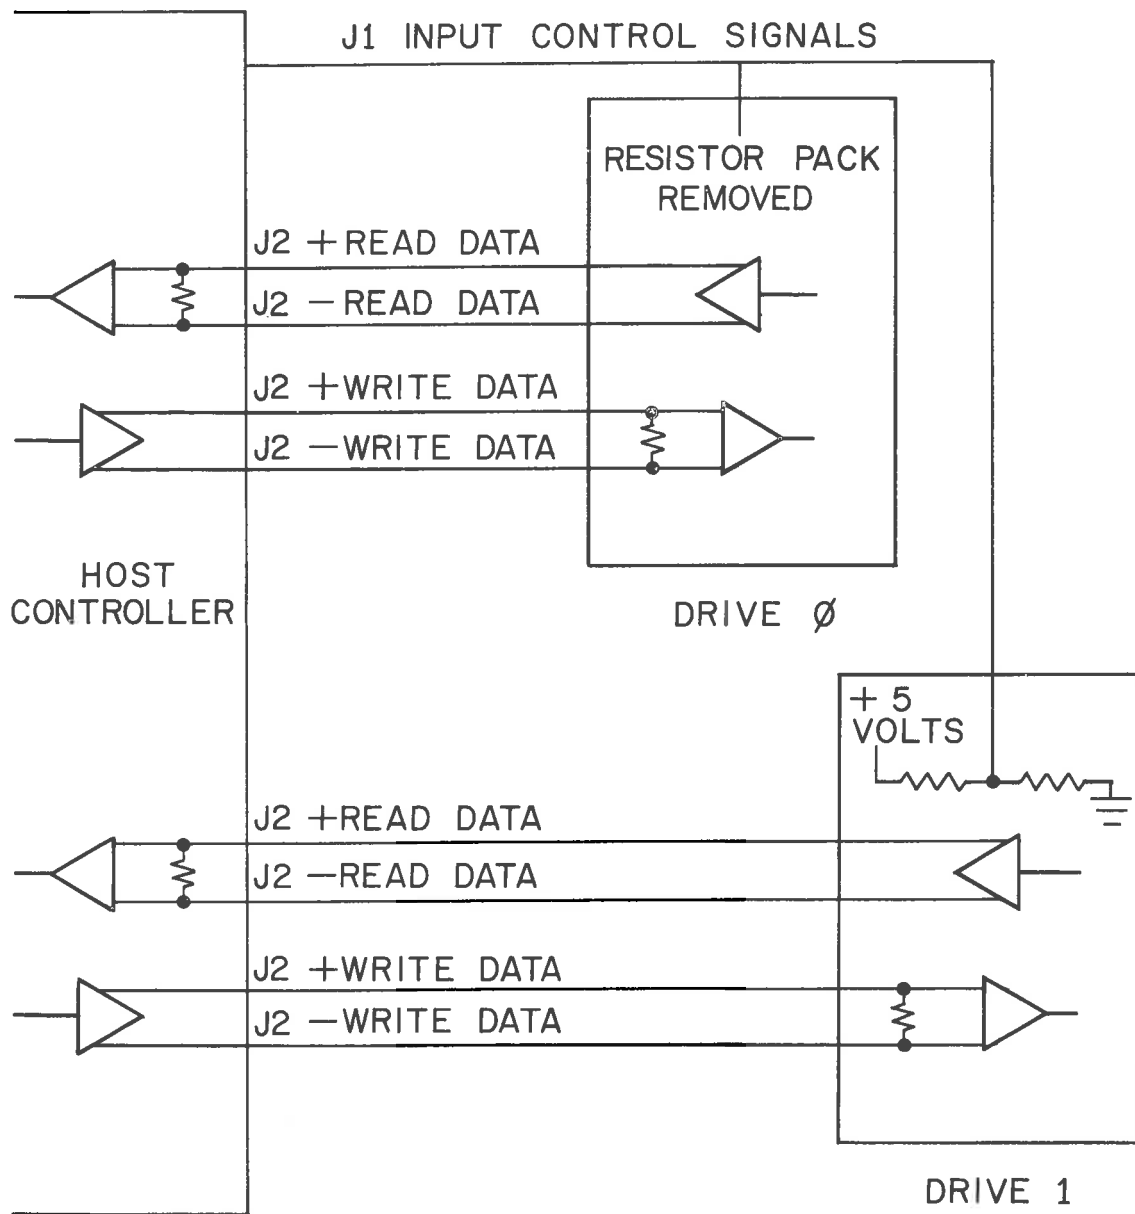 J1 INPUT CONTROL SIGNALS
RESISTOR PACK
REMOVED
J2 +READ DATA
J2 –READ DATA
J2 +WRITE DATA
J2 –WRITE DATA
HOST
CONTROLLER
DRIVE Ø
+ 5
VOLTS
J2 +READ DATA
J2 –READ DATA
J2 +WRITE DATA
J2 –WRITE DATA
DRIVE 1